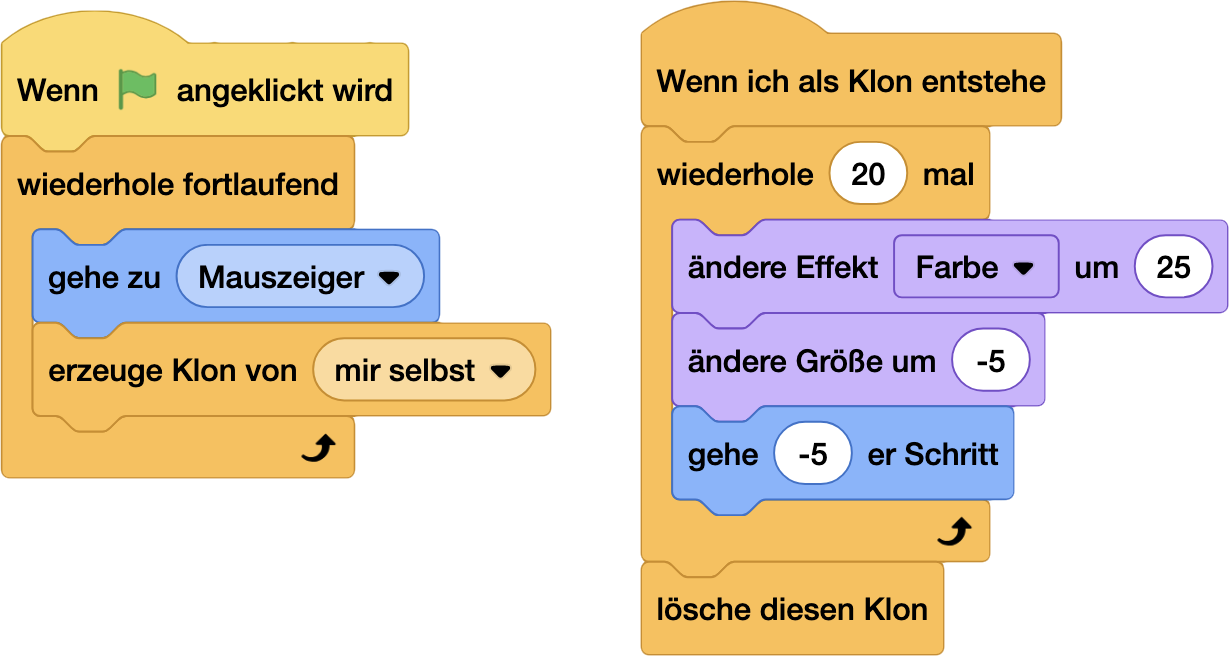 Wenn angeklickt wird
wiederhole fortlaufend
gehe zu Mauszeiger
erzeuge Klon von mir selbst
Wenn ich als Klon entstehe
wiederhole 20 mal
ändere Effekt Farbe um 25
ändere Größe um -5
gehe -5 er Schritt
lösche diesen Klon